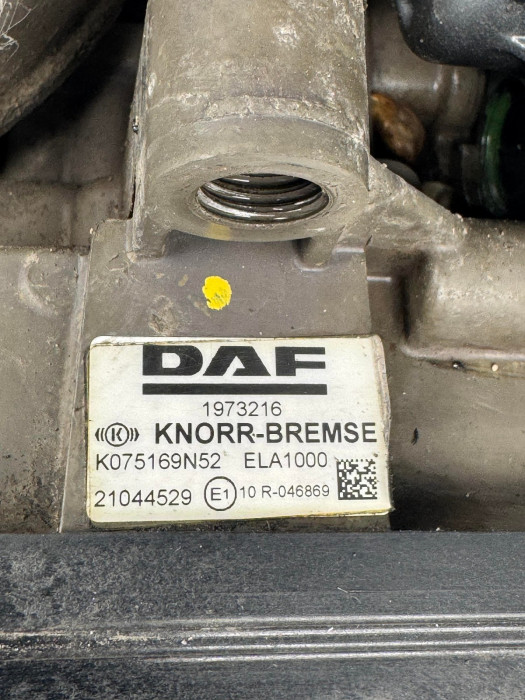 DAF
1973216
((K)) KNORR-BREMSE
K075169N52 ELA1000
21044529 E1 10 R-046869